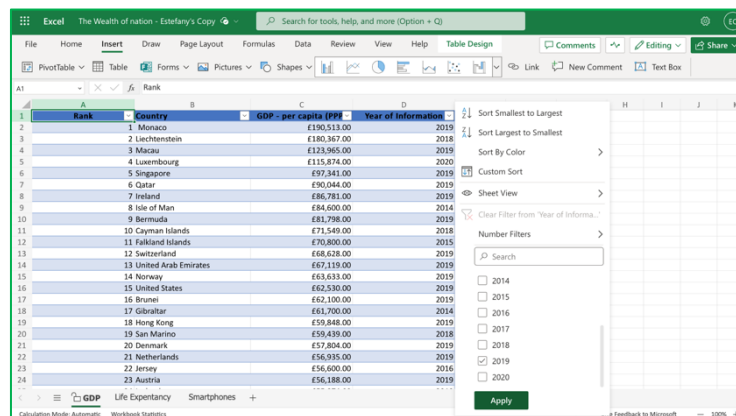 Excel The Wealth of nation - Estefany's Copy Search for tools, help, and more (Option + Q)
File Home Insert Draw Page Layout Formulas Data Review View Help Table Design Comments Editing Share
PivotTable Table Forms Pictures Shapes Link New Comment Text Box
A1 fx Rank
A B C D H I J
1 Rank Country GDP - per capita (PPP Year of Information
2 1 Monaco £190,513.00 2019
3 2 Liechtenstein £180,367.00 2018
4 3 Macau £123,965.00 2019
5 4 Luxembourg £115,874.00 2020
6 5 Singapore £97,341.00 2019
7 6 Qatar £90,044.00 2019
8 7 Ireland £86,781.00 2019
9 8 Isle of Man £84,600.00 2014
10 9 Bermuda £81,798.00 2019
11 10 Cayman Islands £71,549.00 2018
12 11 Falkland Islands £70,800.00 2015
13 12 Switzerland £68,628.00 2019
14 13 United Arab Emirates £67,119.00 2019
15 14 Norway £63,633.00 2019
16 15 United States £62,530.00 2019
17 16 Brunei £62,100.00 2019
18 17 Gibraltar £61,700.00 2014
19 18 Hong Kong £59,848.00 2019
20 19 San Marino £59,439.00 2018
21 20 Denmark £57,804.00 2019
22 21 Netherlands £56,935.00 2019
23 22 Jersey £56,600.00 2016
24 23 Austria £56,188.00 2019
Sort Smallest to Largest
Sort Largest to Smallest
Sort By Color
Custom Sort
Sheet View
Clear Filter from 'Year of Informa...'
Number Filters
Search
2014
2015
2016
2017
2018
2019
2020
Apply
GDP Life Expentancy Smartphones +
Calculation Mode: Automatic Workbook Statistics e Feedback to Microsoft 100%